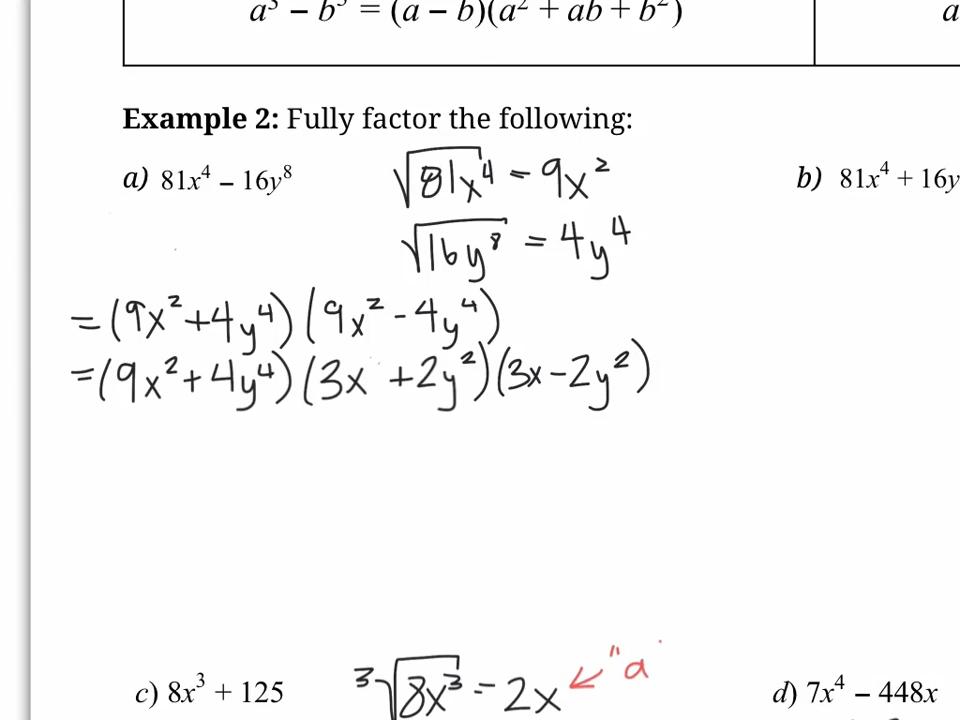 a³ – b³ = (a – b)(a² + ab + b²)
a
Example 2: Fully factor the following:
a) 81x⁴ – 16y⁸
√81x⁴ = 9x²
b) 81x⁴ + 16y
√16y⁸ = 4y⁴
= (9x² + 4y⁴) (9x² - 4y⁴)
= (9x² + 4y⁴) (3x + 2y²) (3x - 2y²)
c) 8x³ + 125
³√8x³ = 2x ← "a
d) 7x⁴ – 448x